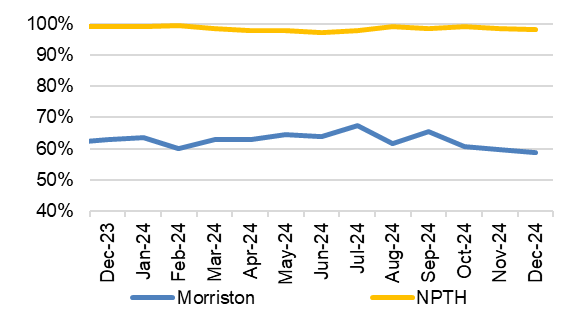 100%
90%
80%
70%
60%
50%
40%
Dec-23
Jan-24
Feb-24
Mar-24
Apr-24
May-24
Jun-24
Jul-24
Aug-24
Sep-24
Oct-24
Nov-24
Dec-24
Morriston NPTH